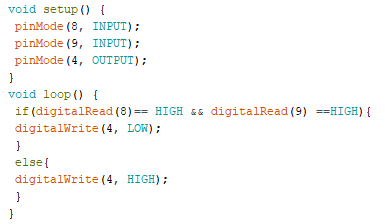 void setup() {
pinMode(8, INPUT);
pinMode(9, INPUT);
pinMode(4, OUTPUT);
}
void loop() {
if(digitalRead(8)== HIGH && digitalRead(9) ==HIGH){
digitalWrite(4, LOW);
}
else{
digitalWrite(4, HIGH);
}
}